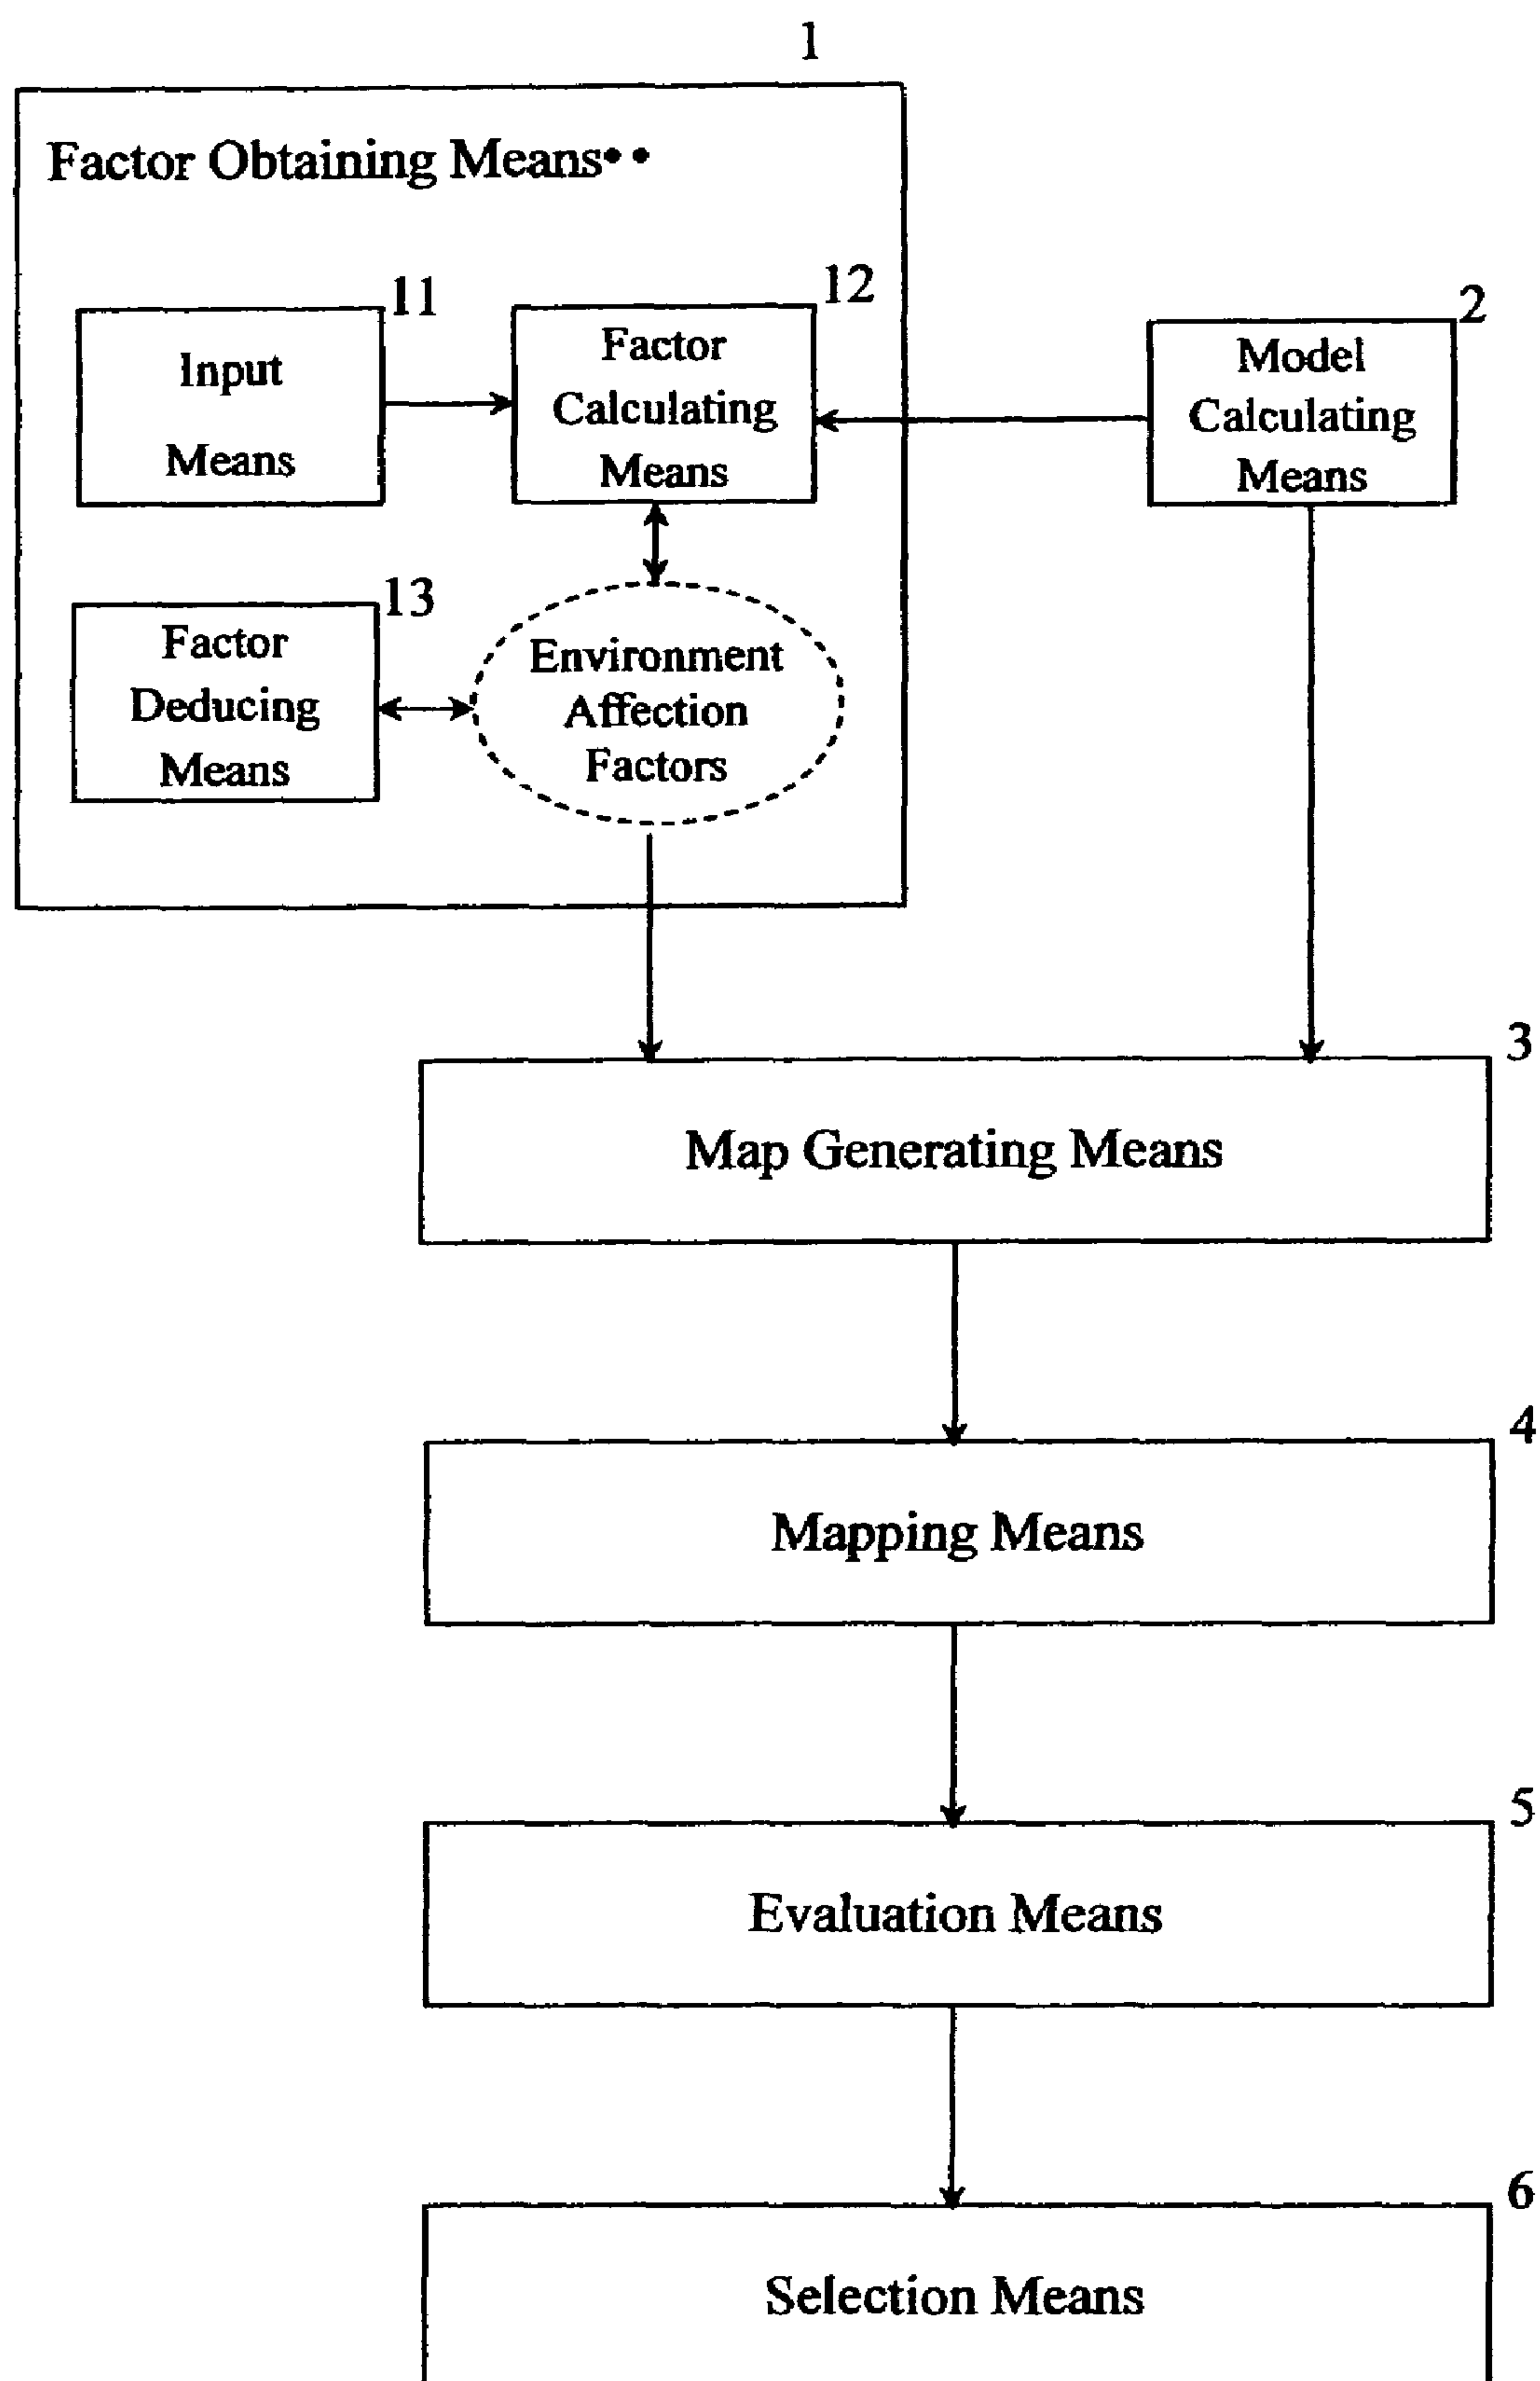 1
Factor Obtaining Means••
11
Input
Means
12
Factor
Calculating
Means
2
Model
Calculating
Means
13
Factor
Deducing
Means
Environment
Affection
Factors
3
Map Generating Means
4
Mapping Means
5
Evaluation Means
6
Selection Means